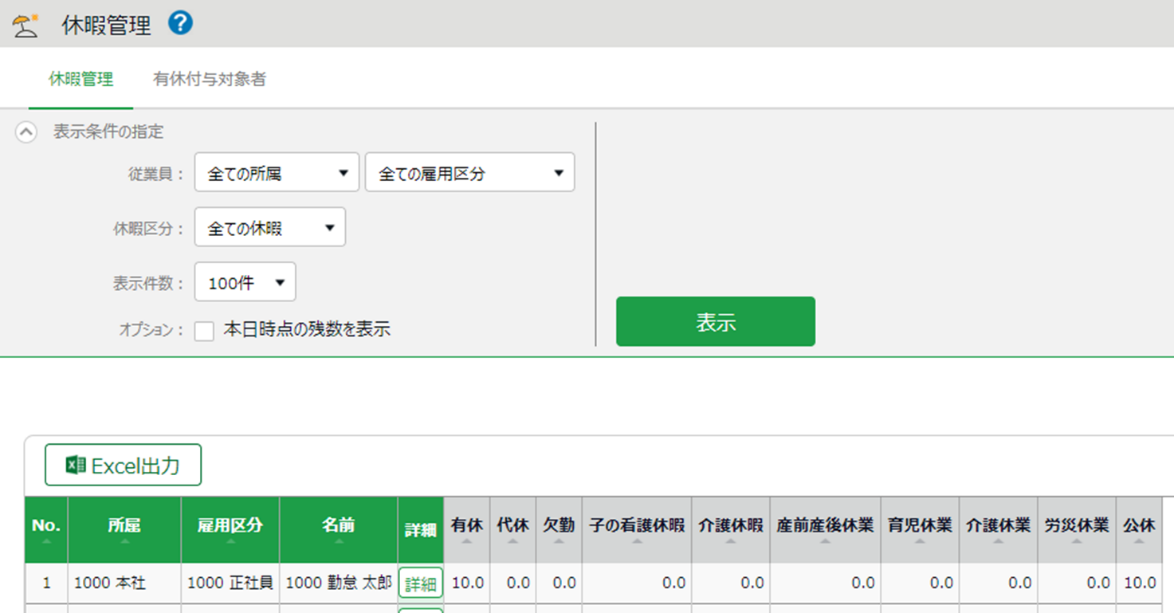 休暇管理 ?
休暇管理 有休付与対象者
表示条件の指定
従業員： 全ての所属 全ての雇用区分
休暇区分： 全ての休暇
表示件数： 100件
オプション： 本日時点の残数を表示
表示
Excel出力
No. 所属 雇用区分 名前 詳細 有休 代休 欠勤 子の看護休暇 介護休暇 産前産後休業 育児休業 介護休業 労災休業 公休
1 1000 本社 1000 正社員 1000 勤怠 太郎 詳細 10.0 0.0 0.0 0.0 0.0 0.0 0.0 0.0 0.0 10.0